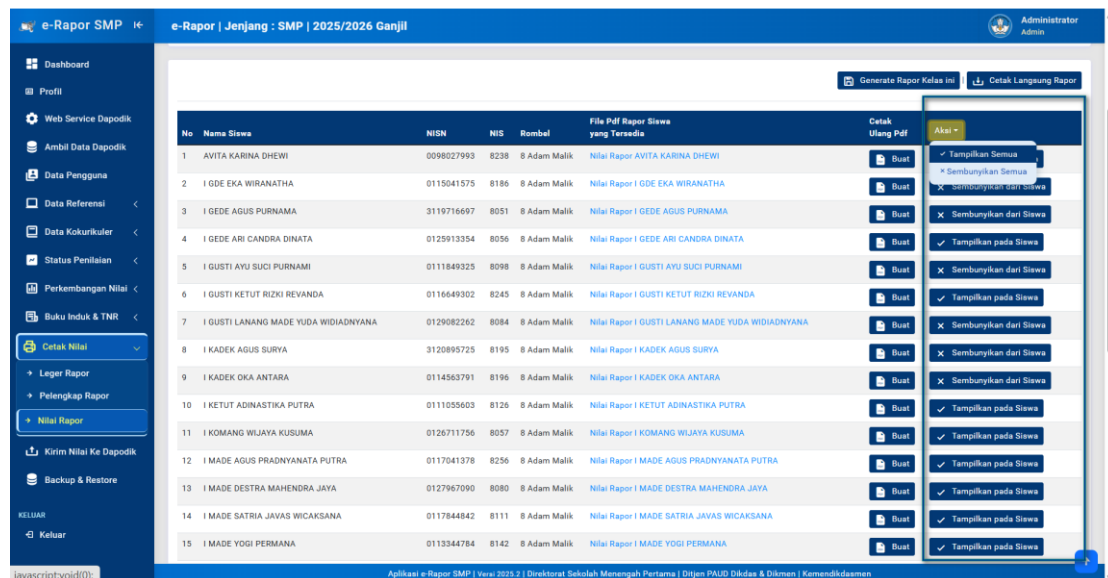 e-Rapor SMP
e-Rapor | Jenjang : SMP | 2025/2026 Ganjil
Administrator
Admin
Dashboard
Profil
Web Service Dapodik
Ambil Data Dapodik
Data Pengguna
Data Referensi
Data Kokurikuler
Status Penilaian
Perkembangan Nilai
Buku Induk & TNR
Cetak Nilai
Leger Rapor
Pelengkap Rapor
Nilai Rapor
Kirim Nilai Ke Dapodik
Backup & Restore
KELUAR
Keluar
javascript:void(0);
Generate Rapor Kelas ini | Cetak Langsung Rapor
No Nama Siswa NISN NIS Rombel File Pdf Rapor Siswa yang Tersedia Cetak Ulang Pdf Aksi
Tampilkan Semua
Sembunyikan Semua
1 AVITA KARINA DHEWI 0098027993 8238 8 Adam Malik Nilai Rapor AVITA KARINA DHEWI Buat
2 I GDE EKA WIRANATHA 0115041575 8186 8 Adam Malik Nilai Rapor I GDE EKA WIRANATHA Buat Sembunyikan dari Siswa
3 I GEDE AGUS PURNAMA 3119716697 8051 8 Adam Malik Nilai Rapor I GEDE AGUS PURNAMA Buat Sembunyikan dari Siswa
4 I GEDE ARI CANDRA DINATA 0125913354 8056 8 Adam Malik Nilai Rapor I GEDE ARI CANDRA DINATA Buat Tampilkan pada Siswa
5 I GUSTI AYU SUCI PURNAMI 0111849325 8098 8 Adam Malik Nilai Rapor I GUSTI AYU SUCI PURNAMI Buat Sembunyikan dari Siswa
6 I GUSTI KETUT RIZKI REVANDA 0116649302 8245 8 Adam Malik Nilai Rapor I GUSTI KETUT RIZKI REVANDA Buat Tampilkan pada Siswa
7 I GUSTI LANANG MADE YUDA WIDIADNYANA 0129082262 8084 8 Adam Malik Nilai Rapor I GUSTI LANANG MADE YUDA WIDIADNYANA Buat Sembunyikan dari Siswa
8 I KADEK AGUS SURYA 3120895725 8195 8 Adam Malik Nilai Rapor I KADEK AGUS SURYA Buat Sembunyikan dari Siswa
9 I KADEK OKA ANTARA 0114563791 8196 8 Adam Malik Nilai Rapor I KADEK OKA ANTARA Buat Sembunyikan dari Siswa
10 I KETUT ADINASTIKA PUTRA 0111055603 8126 8 Adam Malik Nilai Rapor I KETUT ADINASTIKA PUTRA Buat Tampilkan pada Siswa
11 I KOMANG WIJAYA KUSUMA 0126711756 8057 8 Adam Malik Nilai Rapor I KOMANG WIJAYA KUSUMA Buat Tampilkan pada Siswa
12 I MADE AGUS PRADNYANATA PUTRA 0117041378 8256 8 Adam Malik Nilai Rapor I MADE AGUS PRADNYANATA PUTRA Buat Tampilkan pada Siswa
13 I MADE DESTRA MAHENDRA JAYA 0127967090 8080 8 Adam Malik Nilai Rapor I MADE DESTRA MAHENDRA JAYA Buat Tampilkan pada Siswa
14 I MADE SATRIA JAVAS WICAKSANA 0117844842 8111 8 Adam Malik Nilai Rapor I MADE SATRIA JAVAS WICAKSANA Buat Tampilkan pada Siswa
15 I MADE YOGI PERMANA 0113344784 8142 8 Adam Malik Nilai Rapor I MADE YOGI PERMANA Buat Tampilkan pada Siswa
Aplikasi e-Rapor SMP | Versi 2025.2 | Direktorat Sekolah Menengah Pertama | Ditjen PAUD Dikdas & Dikmen | Kemendikdasmen